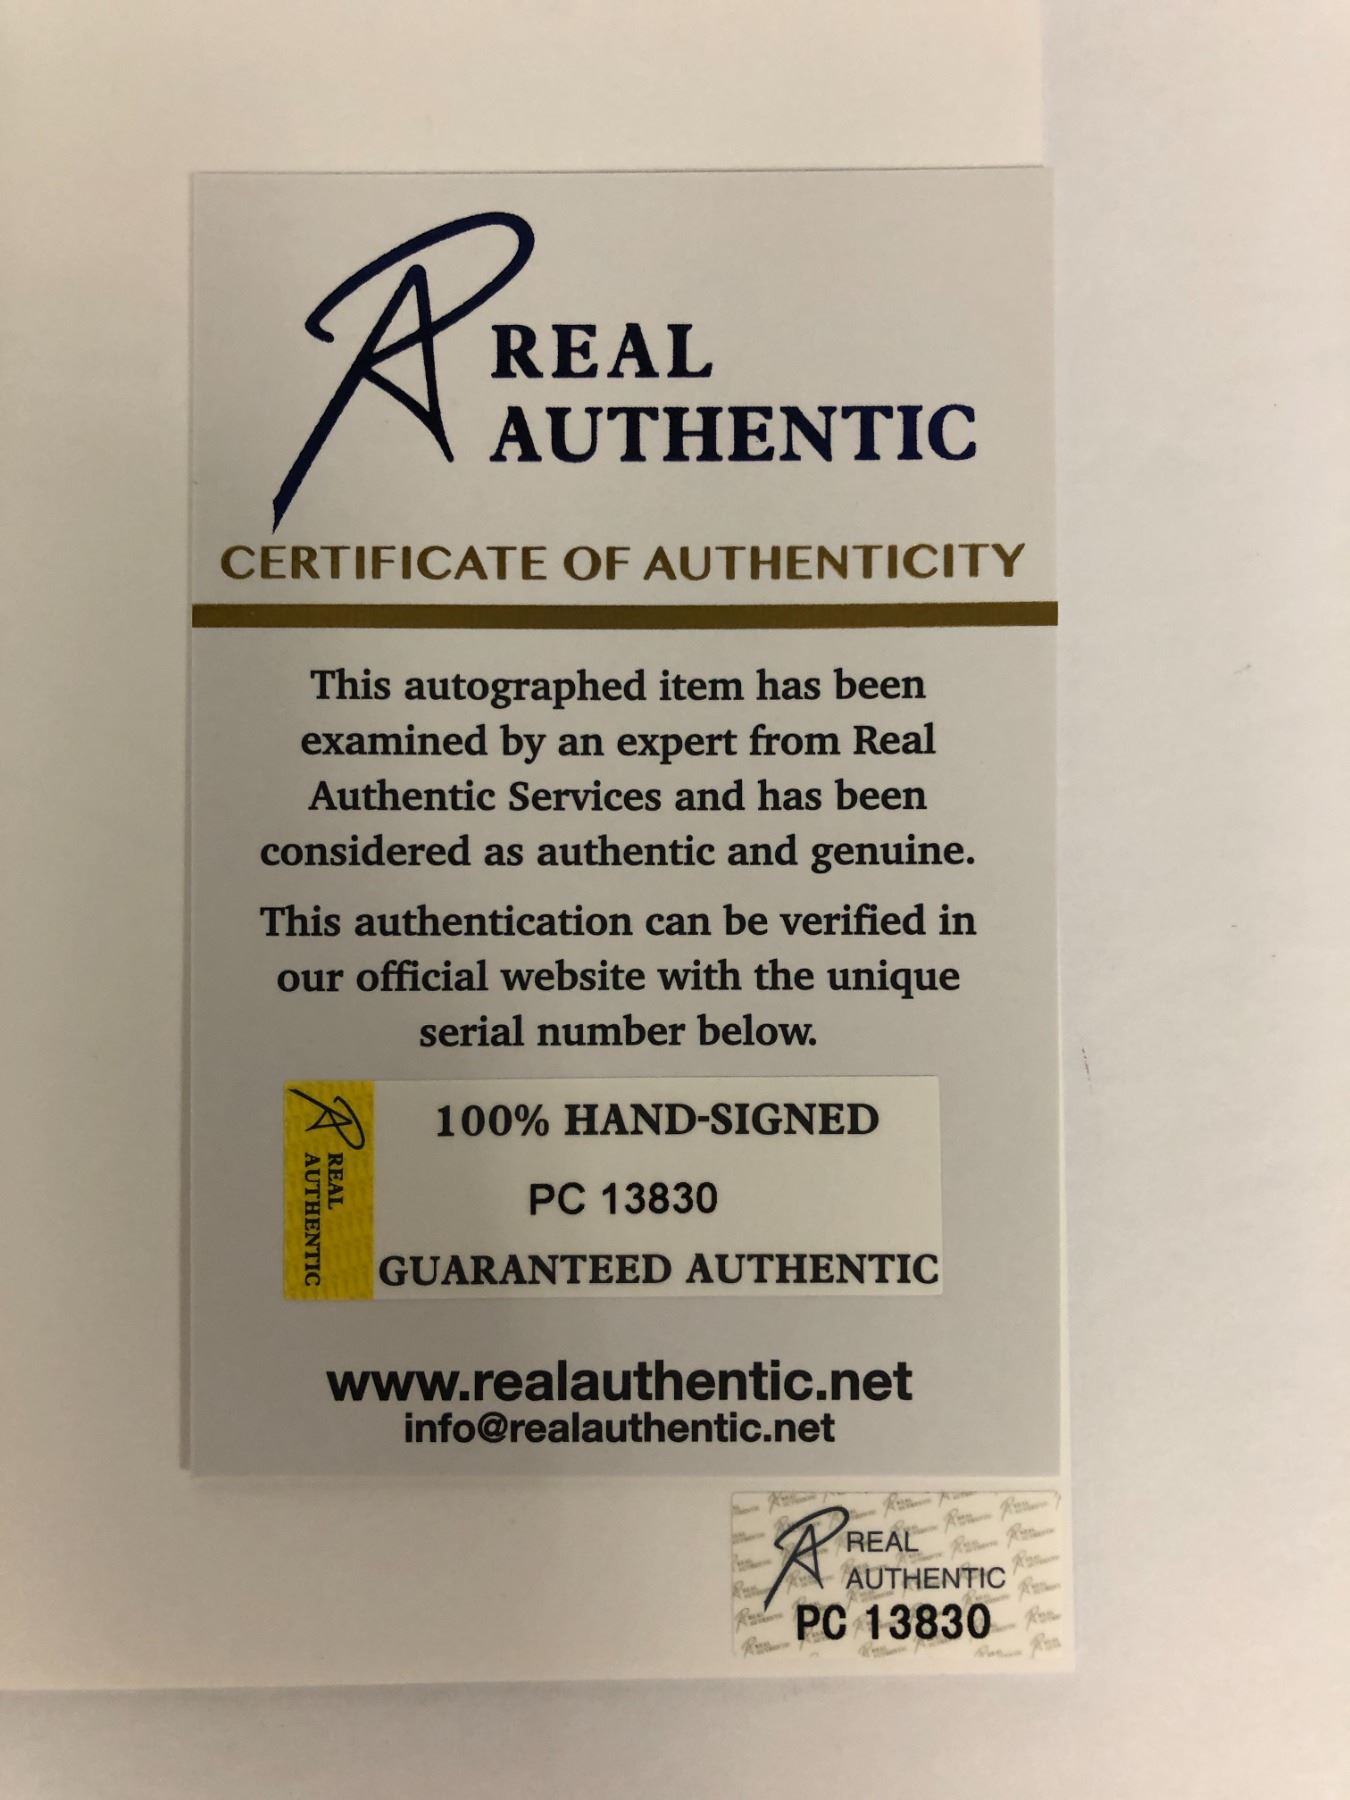 REAL
AUTHENTIC
CERTIFICATE OF AUTHENTICITY
This autographed item has been
examined by an expert from Real
Authentic Services and has been
considered as authentic and genuine.
This authentication can be verified in
our official website with the unique
serial number below.
REAL
AUTHENTIC
100% HAND-SIGNED
PC 13830
GUARANTEED AUTHENTIC
www.realauthentic.net
info@realauthentic.net
REAL
AUTHENTIC
PC 13830